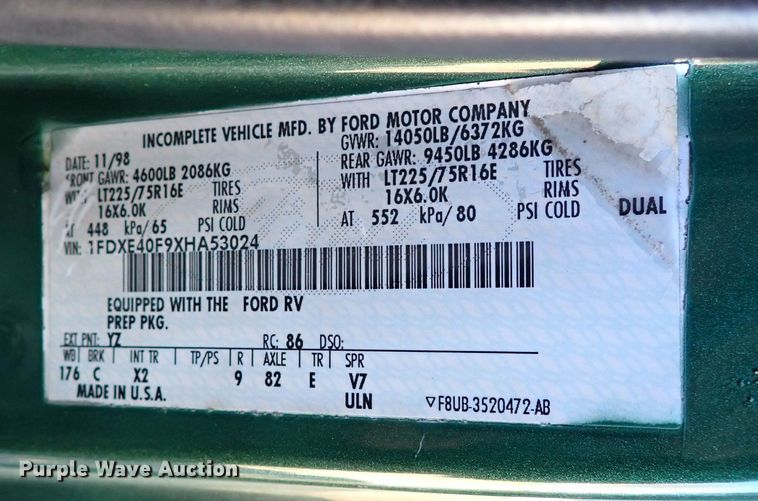 INCOMPLETE VEHICLE MFD. BY FORD MOTOR COMPANY
DATE: 11/98 GVWR: 14050LB/6372KG
FRONT GAWR: 4600LB 2086KG REAR GAWR: 9450LB 4286KG
WITH LT225/75R16E TIRES WITH LT225/75R16E TIRES
16X6.0K RIMS 16X6.0K RIMS
AT 448 kPa/65 PSI COLD AT 552 kPa/80 PSI COLD DUAL
VIN: 1FDXE40F9XHA53024
EQUIPPED WITH THE FORD RV
PREP PKG.
EXT PNT: YZ RC: 86 DSO:
WB BRK INT TR TP/PS R AXLE TR SPR
176 C X2 9 82 E V7
MADE IN U.S.A. ULN ▽F8UB-3520472-AB
Purple Wave Auction